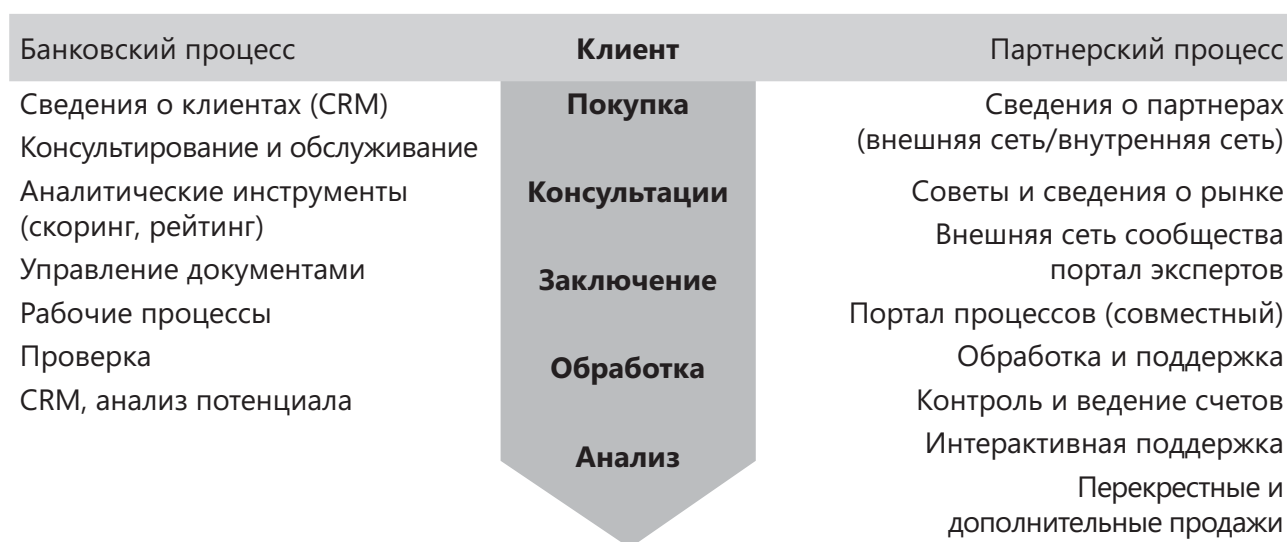 Банковский процесс
Клиент
Партнерский процесс
Сведения о клиентах (CRM)
Консультирование и обслуживание
Аналитические инструменты
(скоринг, рейтинг)
Управление документами
Рабочие процессы
Проверка
CRM, анализ потенциала
Покупка
Консультации
Заключение
Обработка
Анализ
Сведения о партнерах
(внешняя сеть/внутренняя сеть)
Советы и сведения о рынке
Внешняя сеть сообщества
портал экспертов
Портал процессов (совместный)
Обработка и поддержка
Контроль и ведение счетов
Интерактивная поддержка
Перекрестные и
дополнительные продажи